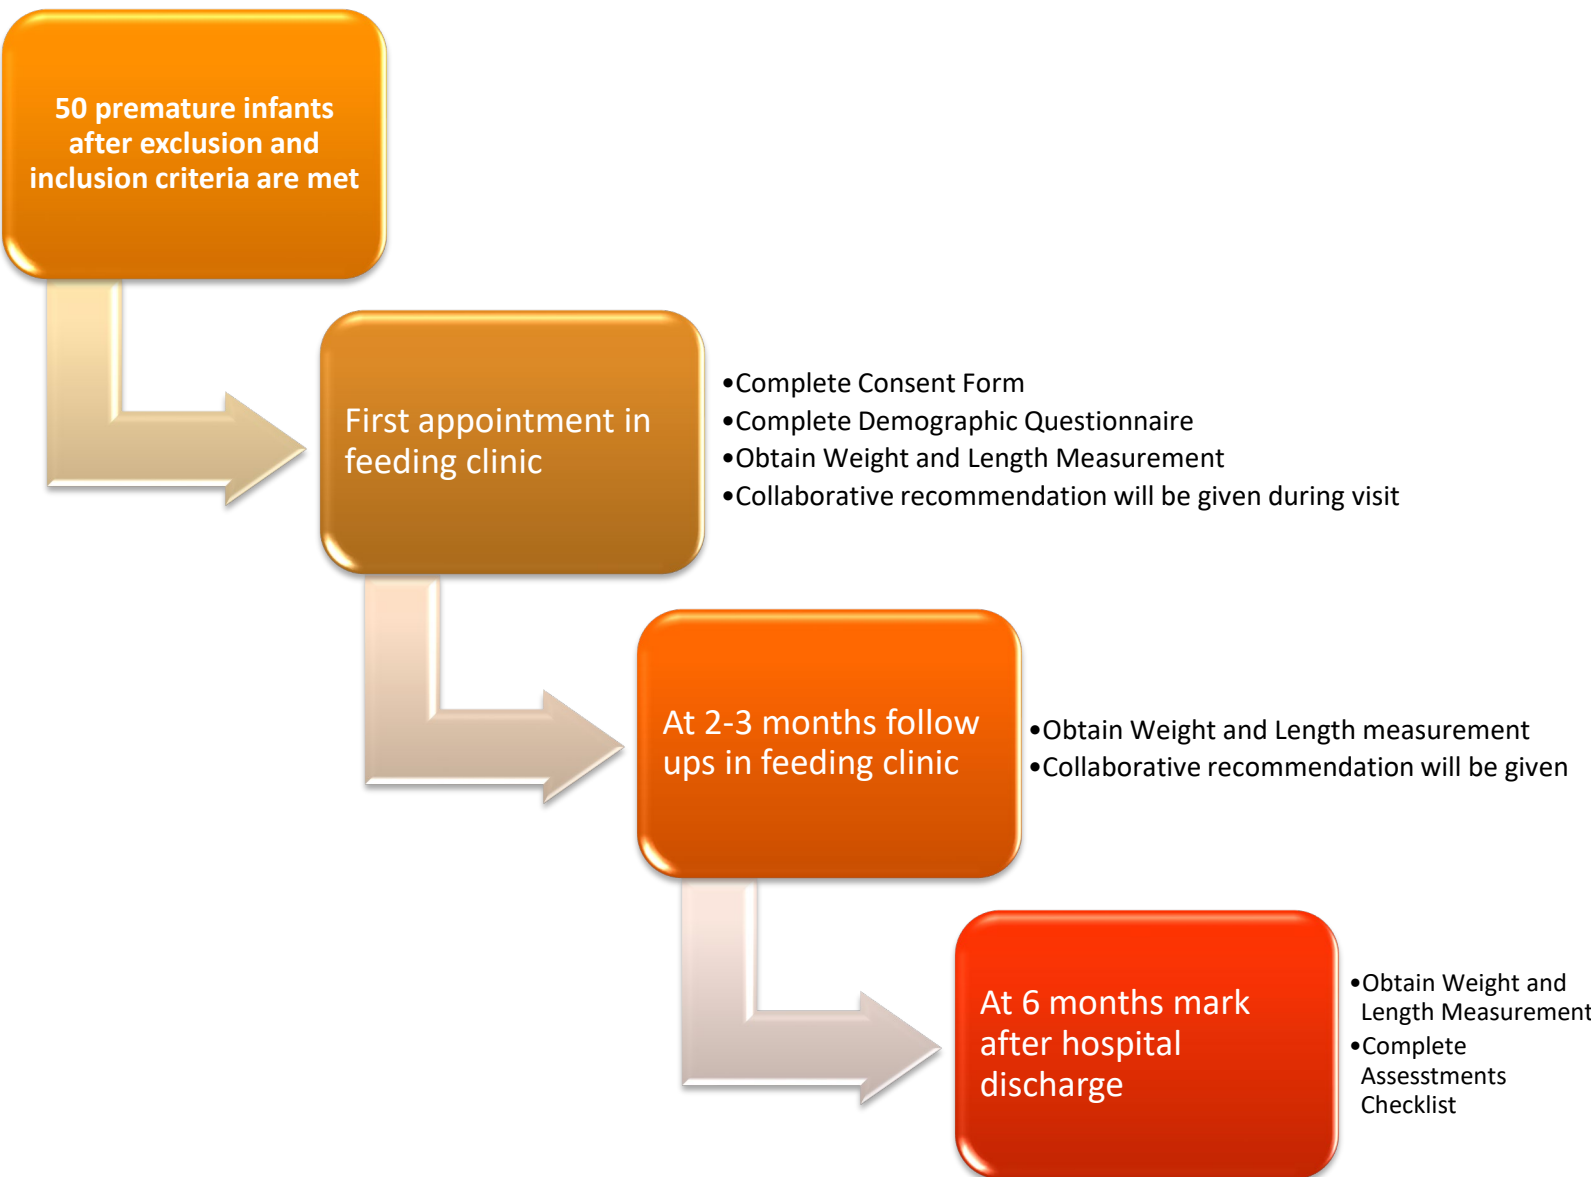 50 premature infants
after exclusion and
inclusion criteria are met
First appointment in
feeding clinic
•Complete Consent Form
•Complete Demographic Questionnaire
•Obtain Weight and Length Measurement
•Collaborative recommendation will be given during visit
At 2-3 months follow
ups in feeding clinic
•Obtain Weight and Length measurement
•Collaborative recommendation will be given
At 6 months mark
after hospital
discharge
•Obtain Weight and
Length Measurement
•Complete
Assesstments
Checklist